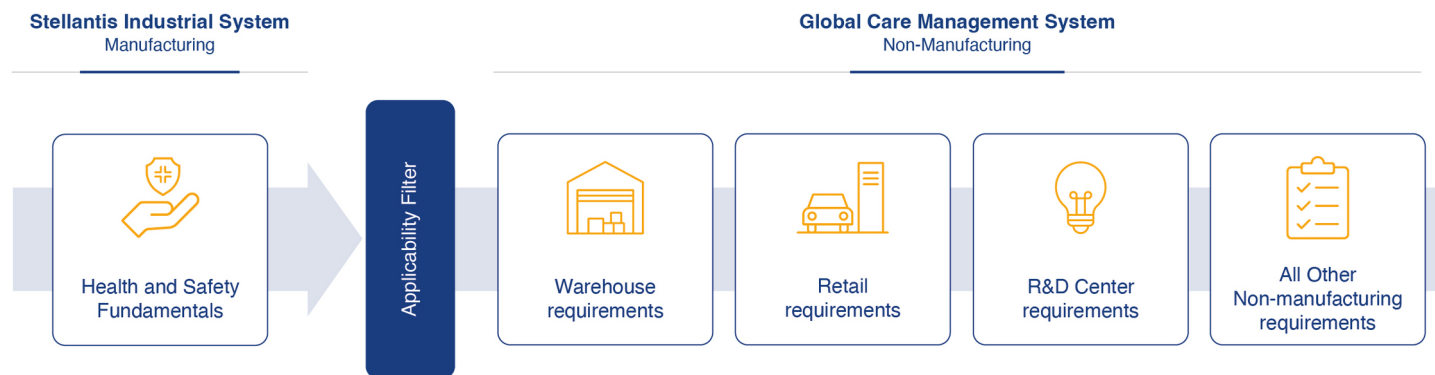 Stellantis Industrial System
Manufacturing
Global Care Management System
Non-Manufacturing
Health and Safety
Fundamentals
Applicability Filter
Warehouse
requirements
Retail
requirements
R&D Center
requirements
All Other
Non-manufacturing
requirements